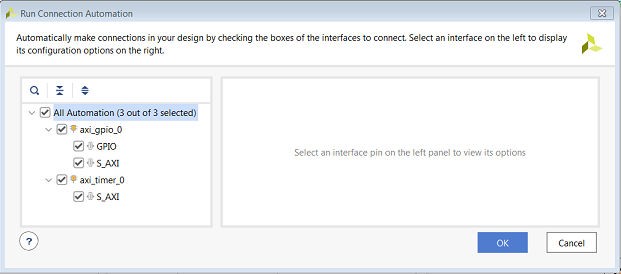 Run Connection Automation
Automatically make connections in your design by checking the boxes of the interfaces to connect. Select an interface on the left to display
its configuration options on the right.
All Automation (3 out of 3 selected)
axi_gpio_0
GPIO
S_AXI
axi_timer_0
S_AXI
Select an interface pin on the left panel to view its options
?
OK
Cancel